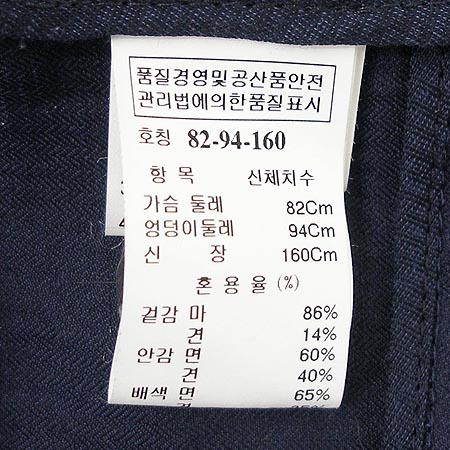 품질경영및공산품안전
관리법에의한품질표시
호칭 82-94-160
항 목 신체치수
가슴 둘레 82Cm
엉덩이둘레 94Cm
신 장 160Cm
혼 용 율 (%)
겉감 마 86%
견 14%
안감 면 60%
견 40%
배색 면 65%